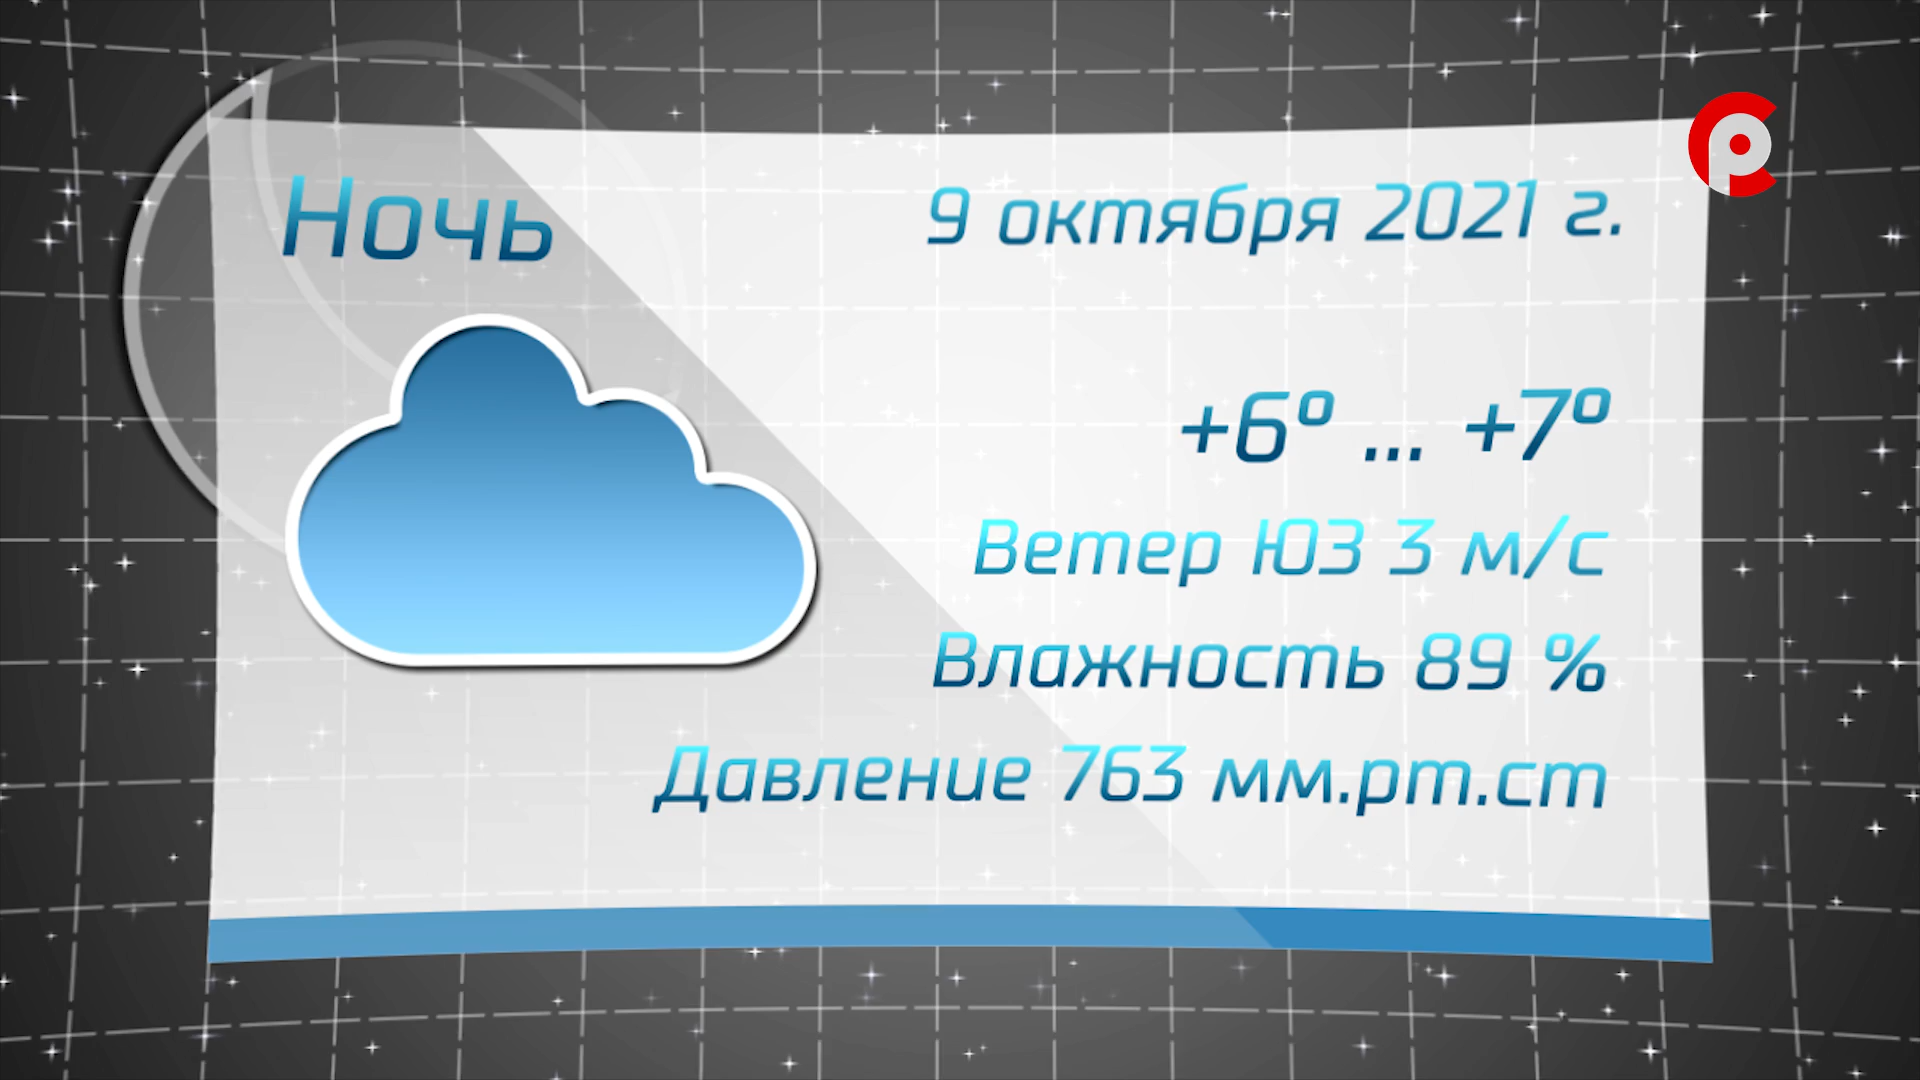 Ночь
9 октября 2021 г.
+6° ... +7°
Ветер ЮЗ 3 м/с
Влажность 89 %
Давление 763 мм.рт.ст